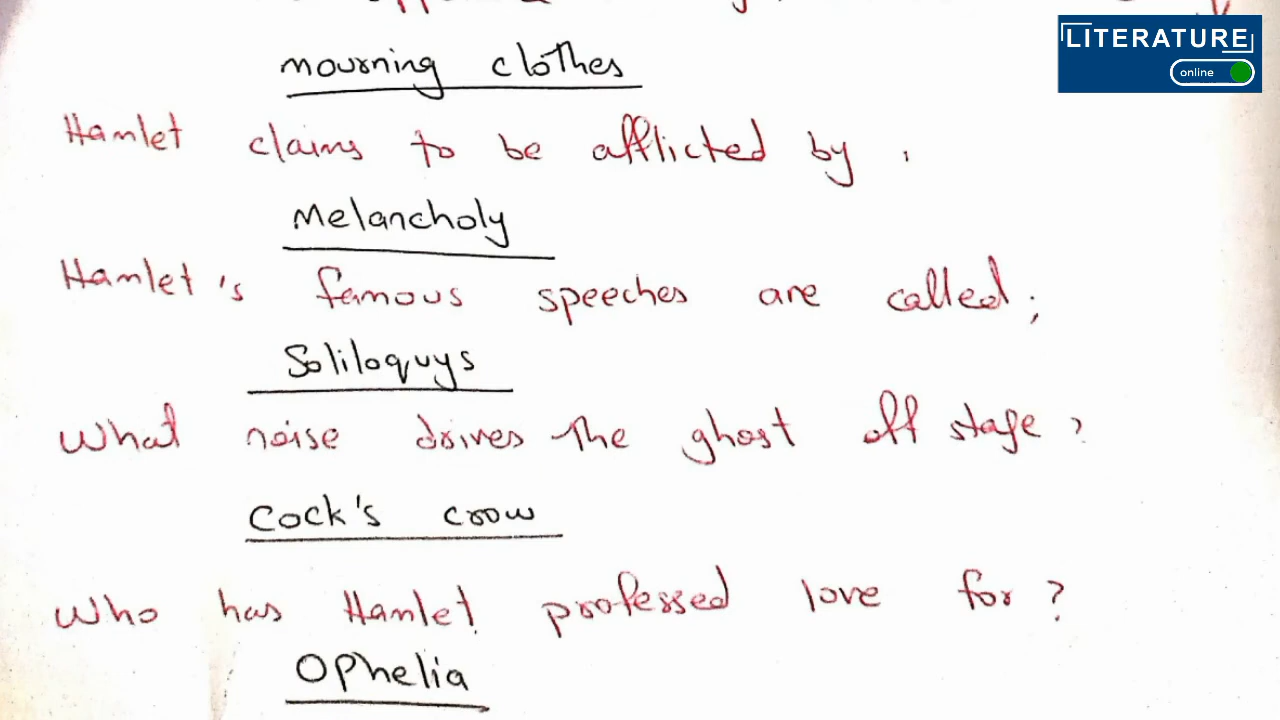 LITERATURE
online
mourning clothes
Hamlet claims to be afflicted by ,
Melancholy
Hamlet's famous speeches are called ;
Soliloquys
What noise drives the ghost off stage ?
Cock's crow
Who has Hamlet professed love for ?
Ophelia